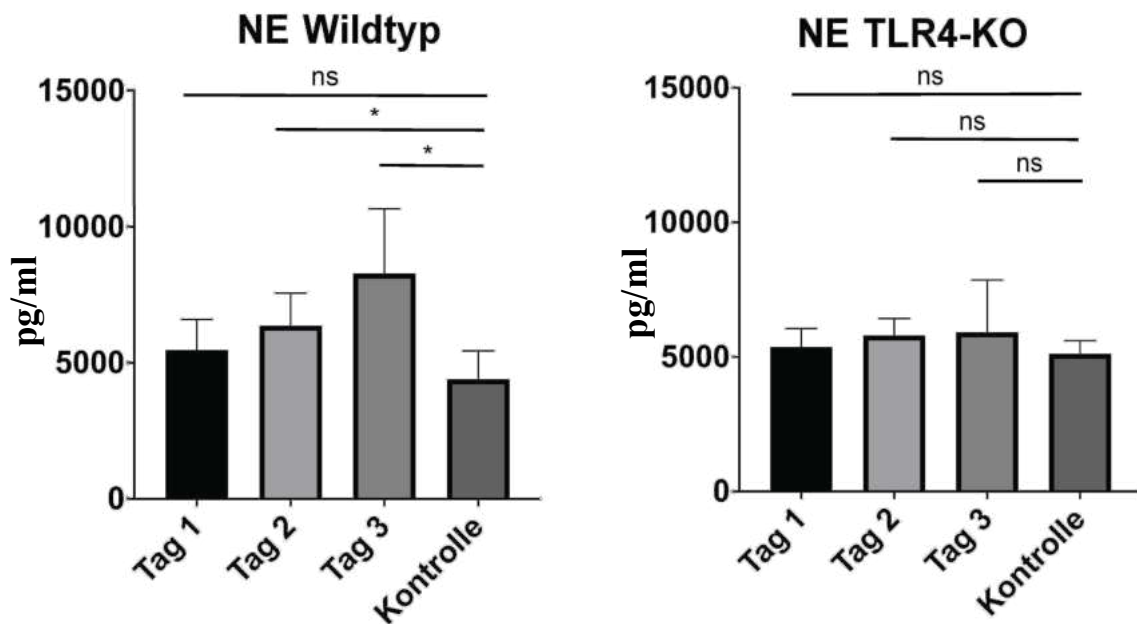 NE Wildtyp
ns
*
*
15000
10000
5000
0
pg/ml
Tag 1
Tag 2
Tag 3
Kontrolle
NE TLR4-KO
ns
ns
ns
15000
10000
5000
0
pg/ml
Tag 1
Tag 2
Tag 3
Kontrolle